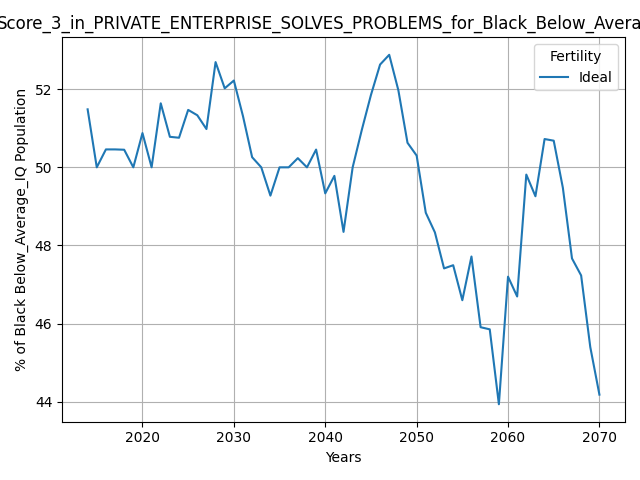 Score_3_in_PRIVATE_ENTERPRISE_SOLVES_PROBLEMS_for_Black_Below_Avera
Fertility
Ideal
% of Black Below_Average_IQ Population
52
50
48
46
44
2020 2030 2040 2050 2060 2070
Years